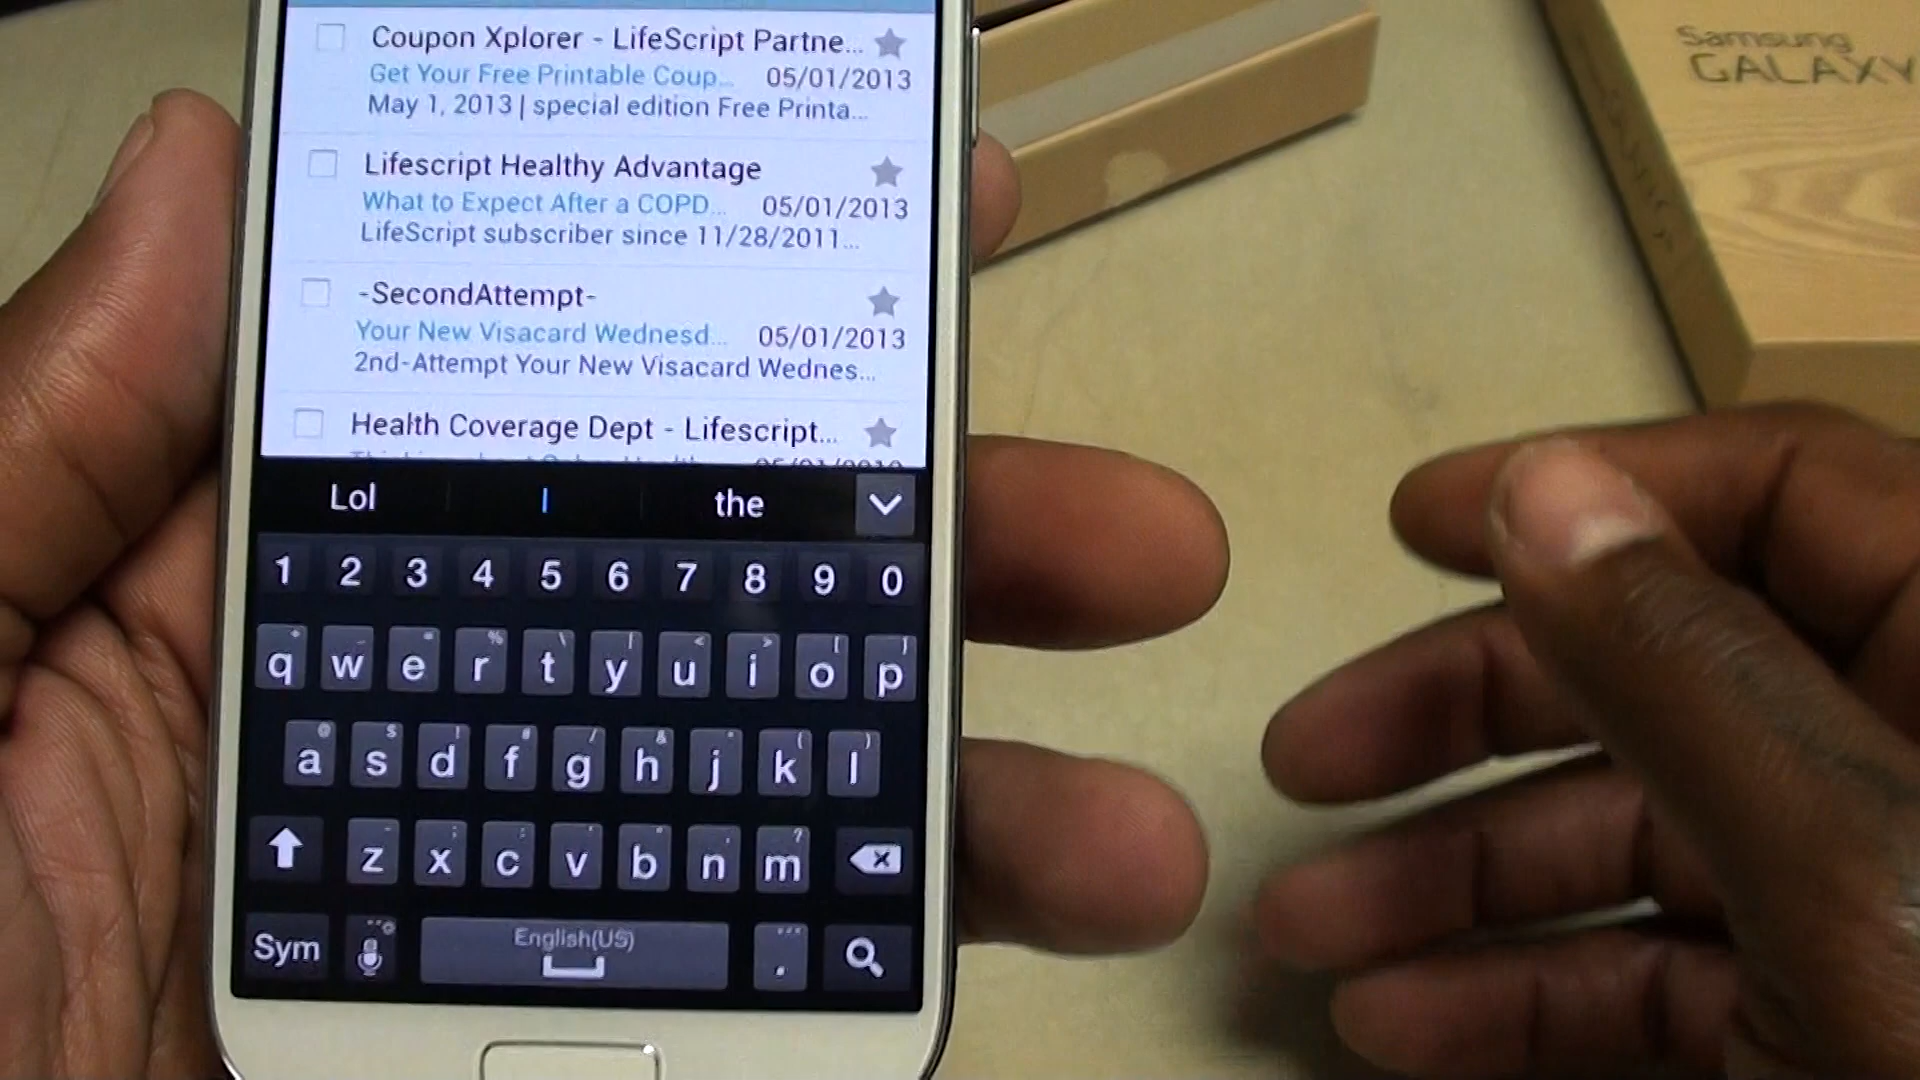 Coupon Xplorer - LifeScript Partne...
Get Your Free Printable Coup... 05/01/2013
May 1, 2013 | special edition Free Printa...
Lifescript Healthy Advantage
What to Expect After a COPD... 05/01/2013
LifeScript subscriber since 11/28/2011...
-SecondAttempt-
Your New Visacard Wednesd... 05/01/2013
2nd-Attempt Your New Visacard Wednes...
Health Coverage Dept - Lifescript...
Lol I the
1 2 3 4 5 6 7 8 9 0
q w e r t y u i o p
a s d f g h j k l
z x c v b n m
Sym English(US) .
Samsung
GALAXY